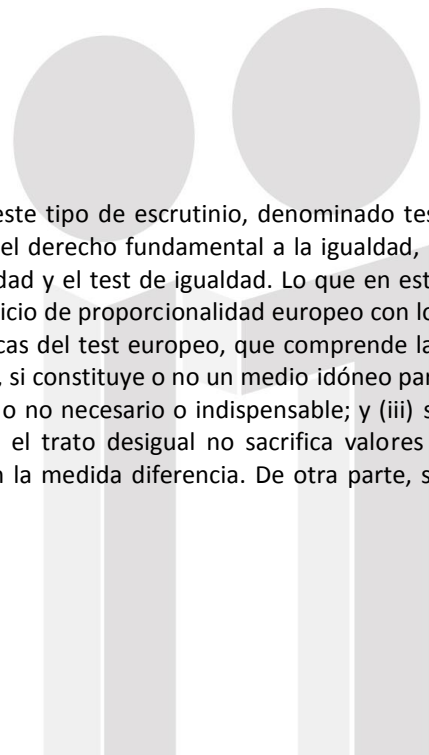 este tipo de escrutinio, denominado tes
el derecho fundamental a la igualdad,
dad y el test de igualdad. Lo que en est
icio de proporcionalidad europeo con lo
cas del test europeo, que comprende la
, si constituye o no un medio idóneo par
o no necesario o indispensable; y (iii) s
el trato desigual no sacrifica valores
n la medida diferencia. De otra parte, s